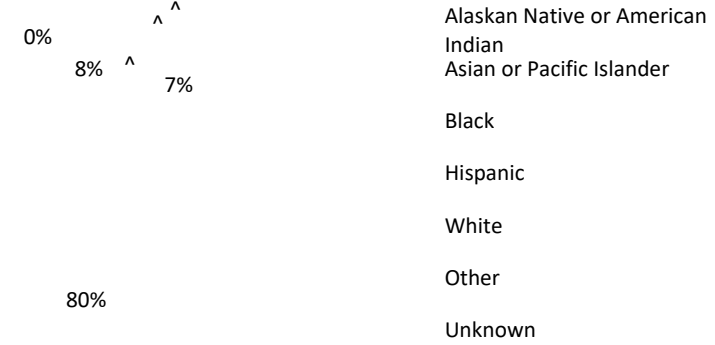 ^
^
Alaskan Native or American
Indian
0%
8%
^
7%
Asian or Pacific Islander
Black
Hispanic
White
Other
80%
Unknown